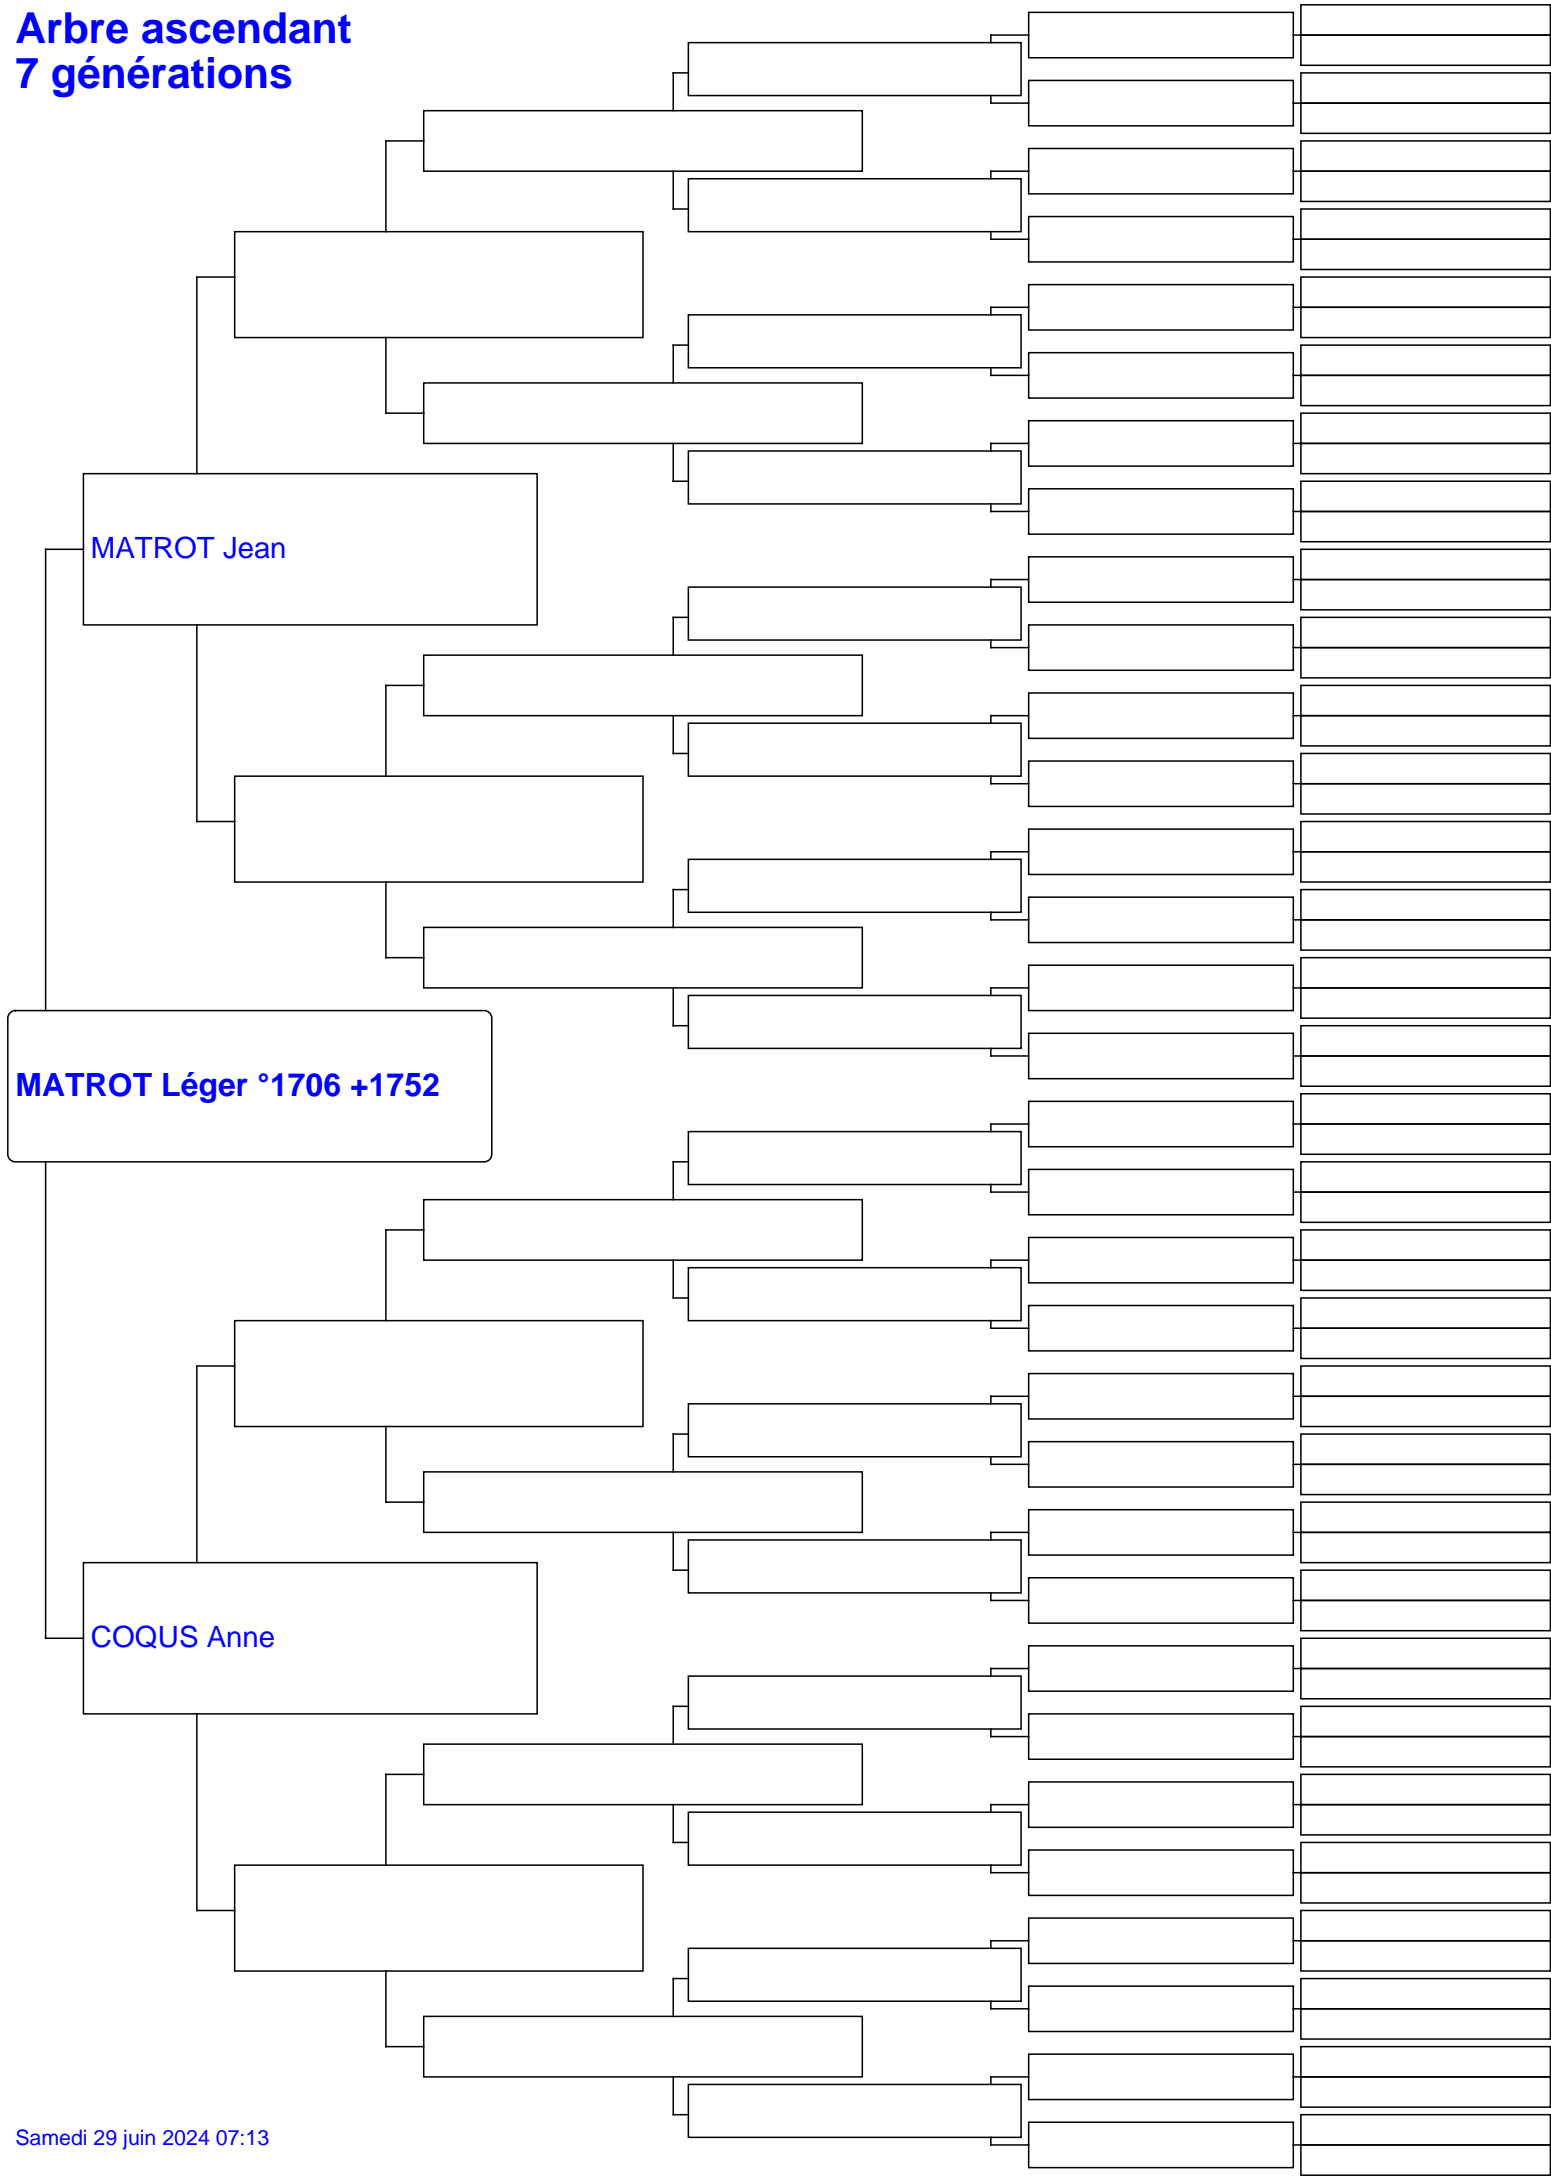 Arbre ascendant
7 générations
MATROT Jean
MATROT Léger °1706 +1752
COQUS Anne
Samedi 29 juin 2024 07:13